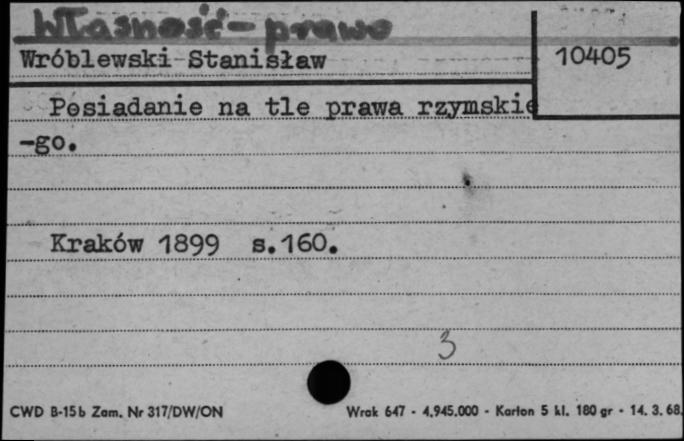 Własność - prawo
Wróblewski Stanisław
10405
Posiadanie na tle prawa rzymskie
-go.
Kraków 1899 s.160.
3
CWD B-15b Zam. Nr 317/DW/ON Wrak 647 - 4.945.000 - Karton 5 kl. 180 gr - 14. 3. 68.